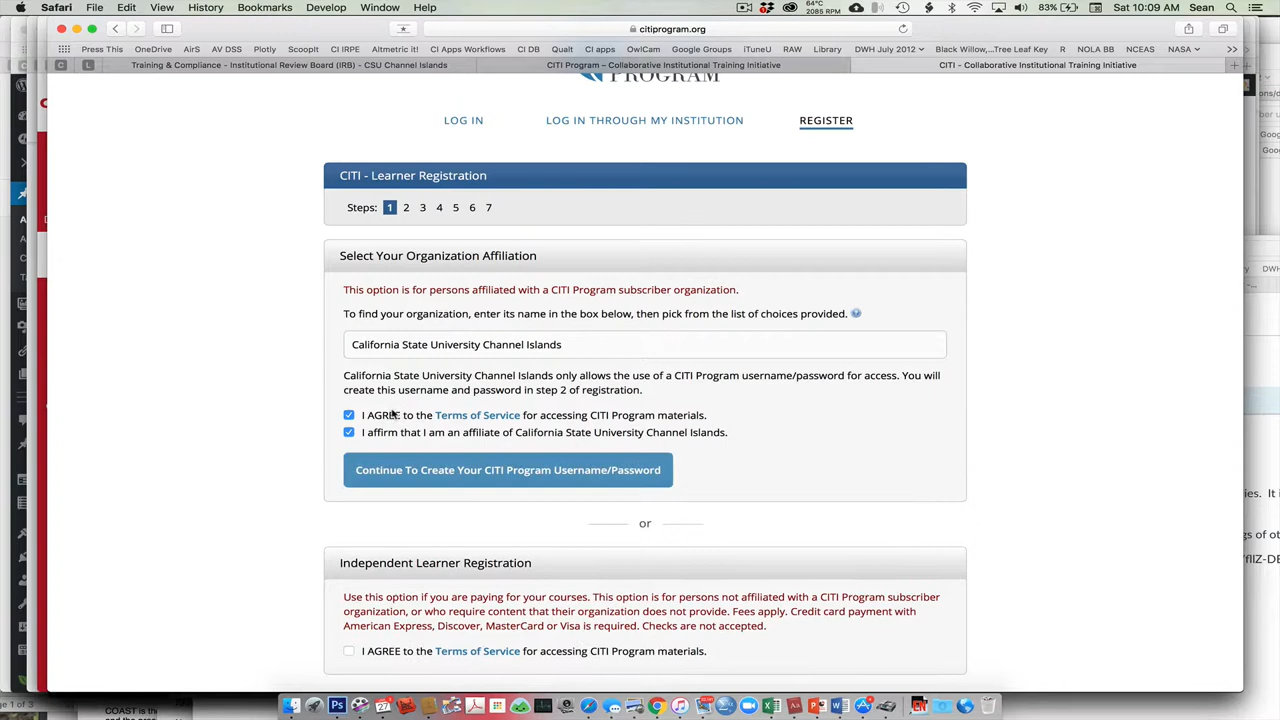 Safari File Edit View History Bookmarks Develop Window Help 64°C 2085 RPM 83% Sat 10:09 AM Sean
citiprogram.org
Press This OneDrive AirS AV DSS Plotly ScoopIt CI IRPE Altmetric it! CI Apps Workflows CI DB Qualt CI apps OwlCam Google Groups iTuneU RAW Library DWH July 2012 Black Willow,...Tree Leaf Key R NOLA BB NCEAS NASA
C L Training & Compliance - Institutional Review Board (IRB) - CSU Channel Islands CITI Program – Collaborative Institutional Training Initiative CITI - Collaborative Institutional Training Initiative
PROGRAM
LOG IN LOG IN THROUGH MY INSTITUTION REGISTER
CITI - Learner Registration
Steps: 1 2 3 4 5 6 7
Select Your Organization Affiliation
This option is for persons affiliated with a CITI Program subscriber organization.
To find your organization, enter its name in the box below, then pick from the list of choices provided.
California State University Channel Islands
California State University Channel Islands only allows the use of a CITI Program username/password for access. You will
create this username and password in step 2 of registration.
I AGREE to the Terms of Service for accessing CITI Program materials.
I affirm that I am an affiliate of California State University Channel Islands.
Continue To Create Your CITI Program Username/Password
or
Independent Learner Registration
Use this option if you are paying for your courses. This option is for persons not affiliated with a CITI Program subscriber
organization, or who require content that their organization does not provide. Fees apply. Credit card payment with
American Express, Discover, MasterCard or Visa is required. Checks are not accepted.
I AGREE to the Terms of Service for accessing CITI Program materials.
Page 1 of 3